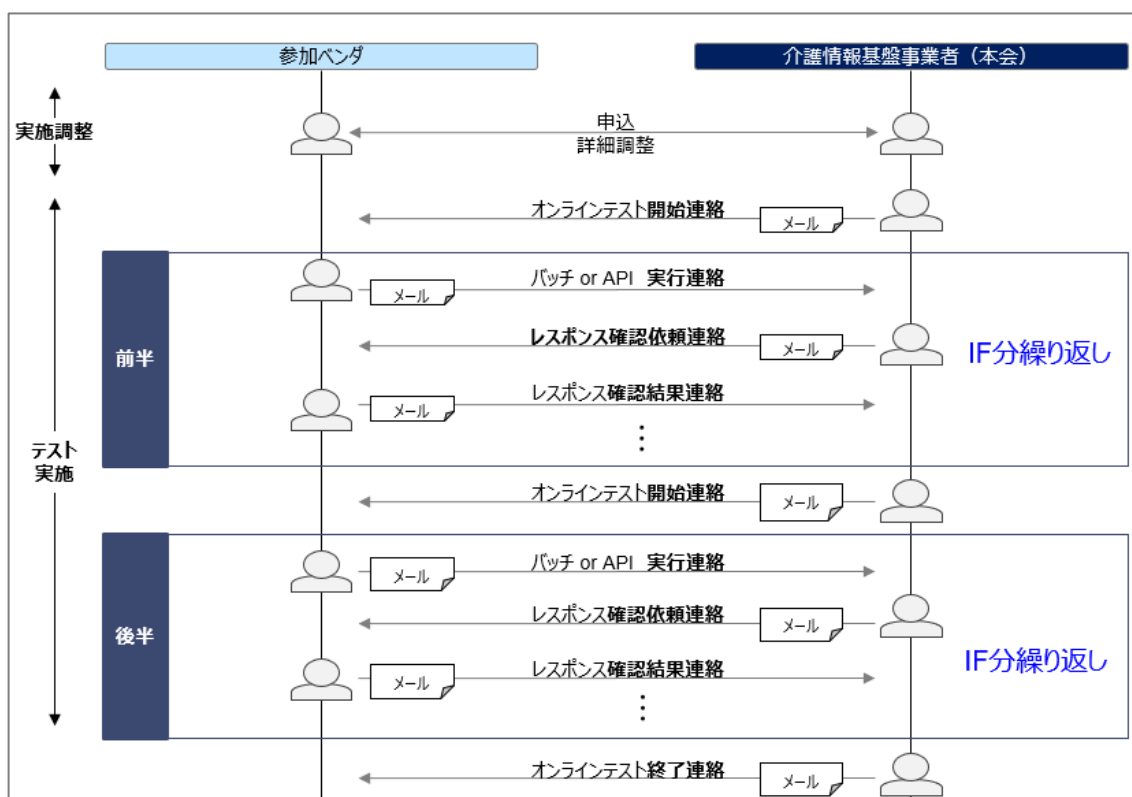 参加ベンダ
介護情報基盤事業者（本会）
実施調整
申込
詳細調整
オンラインテスト開始連絡
メール
前半
バッチ or API 実行連絡
メール
レスポンス確認依頼連絡
メール
IF分繰り返し
レスポンス確認結果連絡
メール
⋮
テスト
実施
オンラインテスト開始連絡
メール
後半
バッチ or API 実行連絡
メール
レスポンス確認依頼連絡
メール
IF分繰り返し
レスポンス確認結果連絡
メール
⋮
オンラインテスト終了連絡
メール